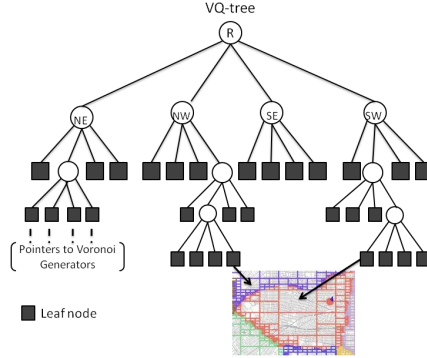 VQ-tree
R
NE
NW
SE
SW
Pointers to Voronoi
Generators
Leaf node